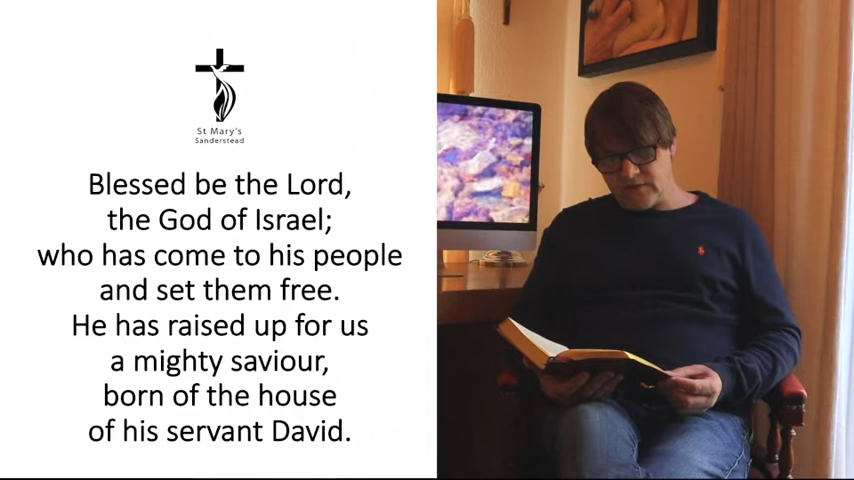 St Mary's
Sanderstead
Blessed be the Lord,
the God of Israel;
who has come to his people
and set them free.
He has raised up for us
a mighty saviour,
born of the house
of his servant David.